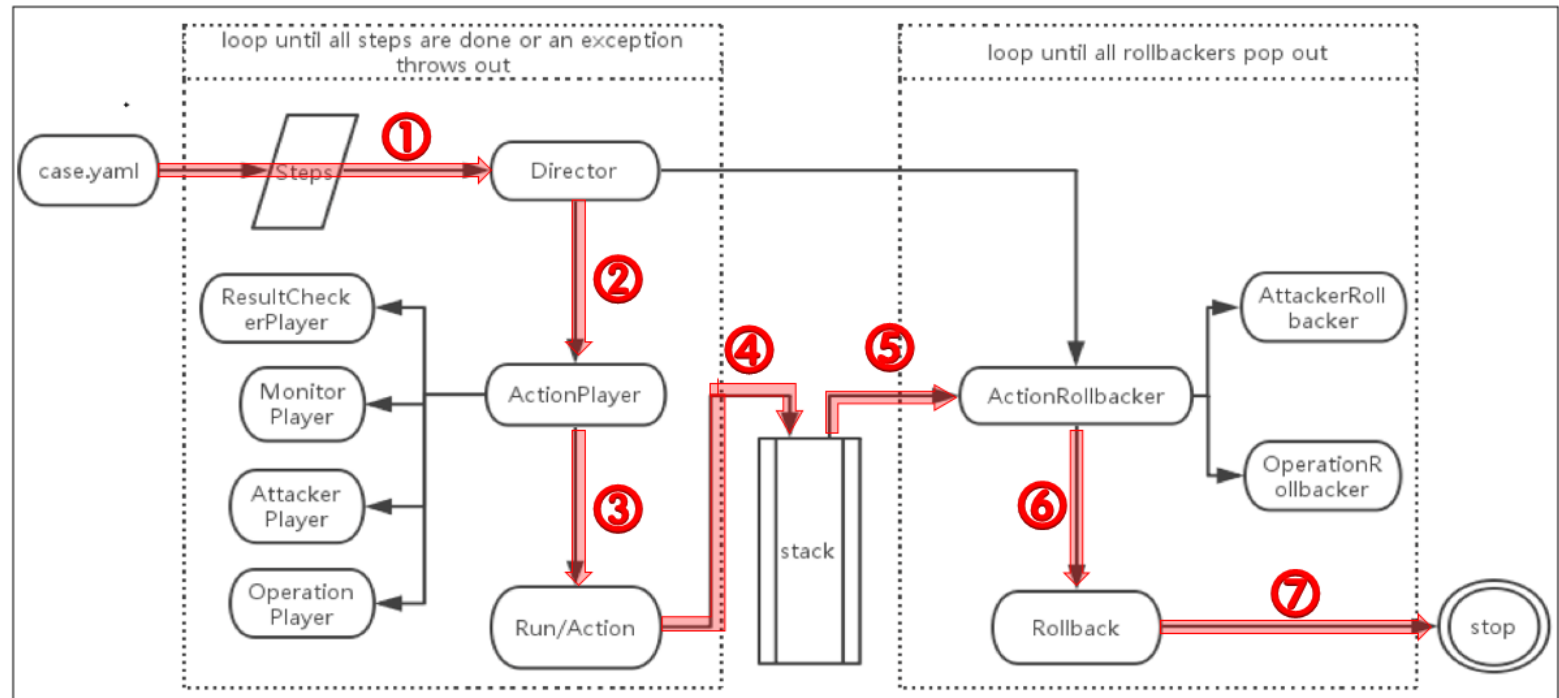 loop until all steps are done or an exception
throws out
loop until all rollbackers pop out
①
case.yaml
Steps
Director
②
ResultCheck
erPlayer
AttackerRoll
backer
④
⑤
Monitor
Player
ActionPlayer
ActionRollbacker
OperationR
ollbacker
Attacker
Player
③
⑥
stack
Operation
Player
⑦
Run/Action
Rollback
stop